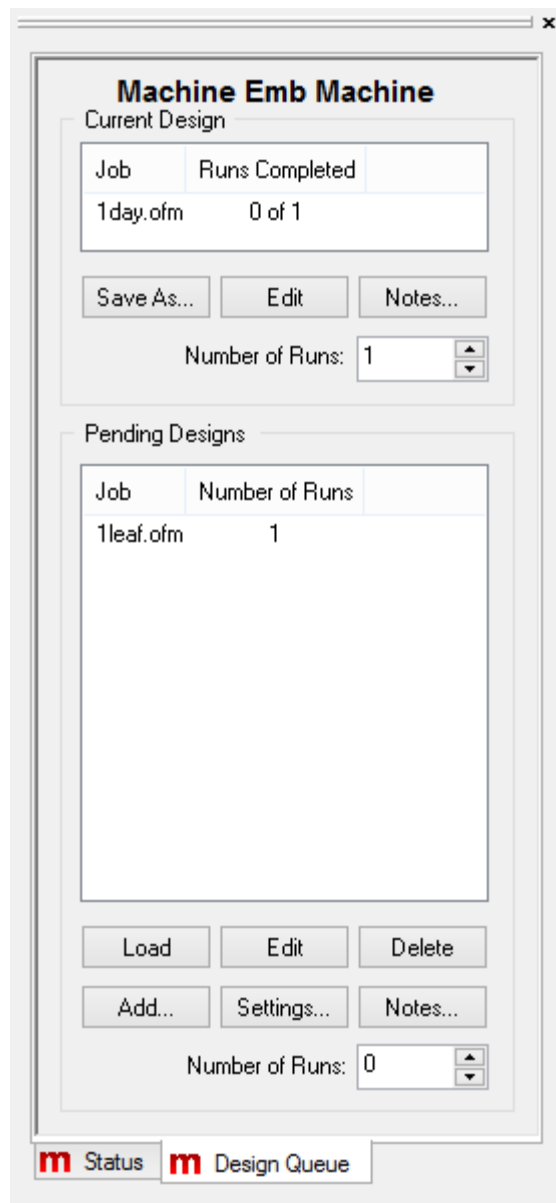 x
Machine Emb Machine
Current Design
Job Runs Completed
1day.ofm 0 of 1
Save As... Edit Notes...
Number of Runs: 1
Pending Designs
Job Number of Runs
1leaf.ofm 1
Load Edit Delete
Add... Settings... Notes...
Number of Runs: 0
m Status m Design Queue